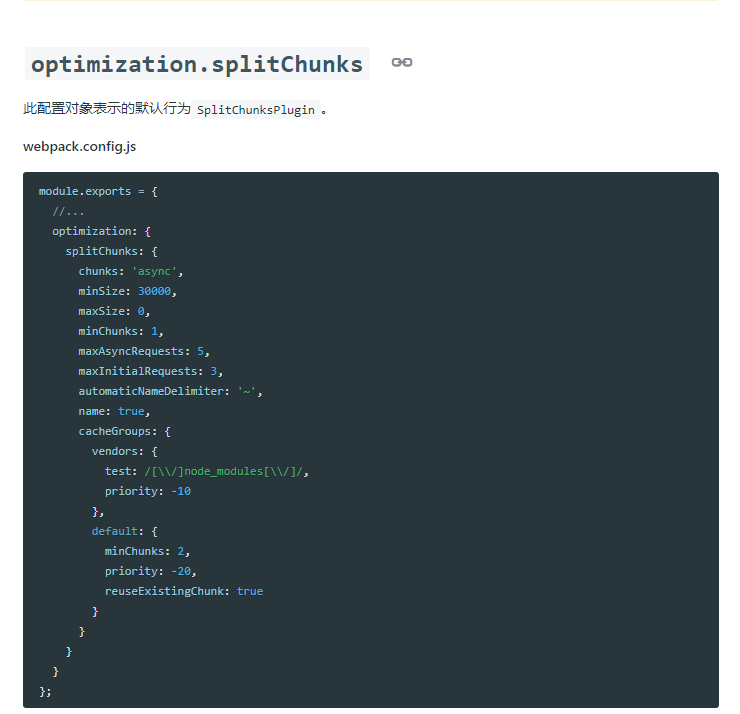 optimization.splitChunks
此配置对象表示的默认行为 SplitChunksPlugin 。
webpack.config.js
module.exports = {
  //...
  optimization: {
    splitChunks: {
      chunks: 'async',
      minSize: 30000,
      maxSize: 0,
      minChunks: 1,
      maxAsyncRequests: 5,
      maxInitialRequests: 3,
      automaticNameDelimiter: '~',
      name: true,
      cacheGroups: {
        vendors: {
          test: /[\\/]node_modules[\\/]/,
          priority: -10
        },
        default: {
          minChunks: 2,
          priority: -20,
          reuseExistingChunk: true
        }
      }
    }
  }
};